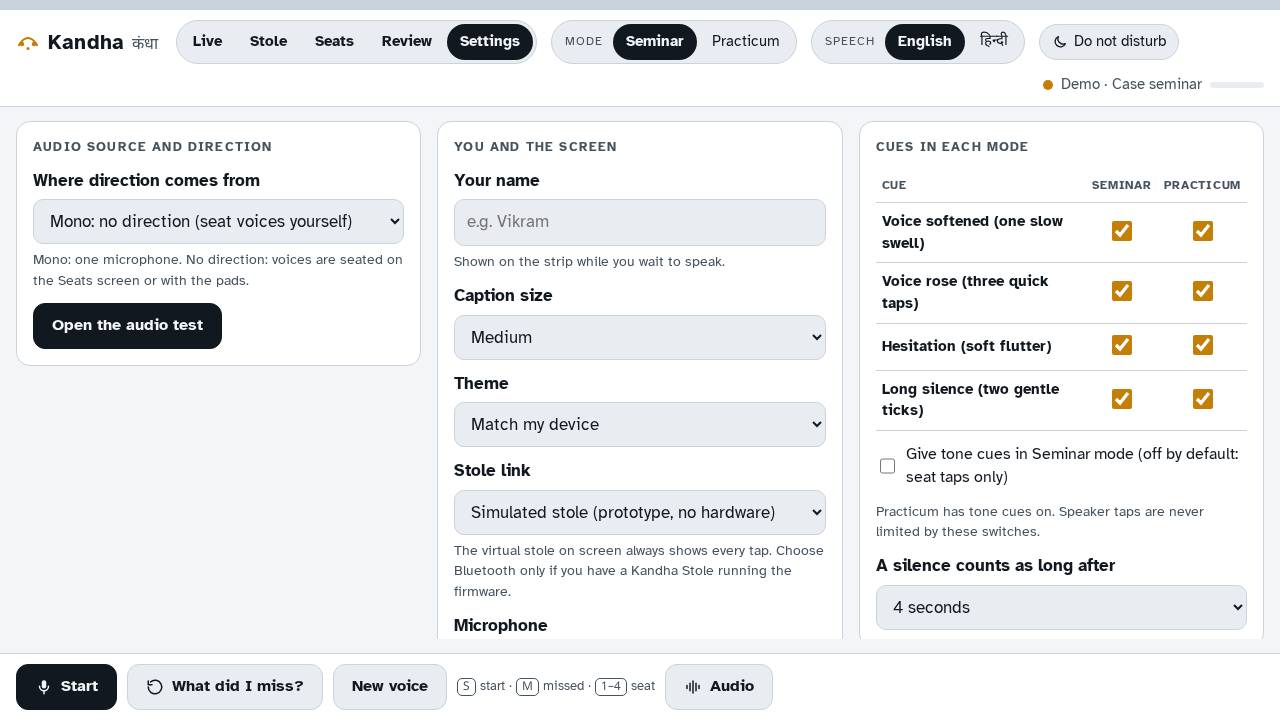 Kandha कंधा
Live Stole Seats Review Settings
MODE Seminar Practicum
SPEECH English हिन्दी
Do not disturb
Demo · Case seminar
AUDIO SOURCE AND DIRECTION
Where direction comes from
Mono: no direction (seat voices yourself)
Mono: one microphone. No direction: voices are seated on
the Seats screen or with the pads.
Open the audio test
YOU AND THE SCREEN
Your name
e.g. Vikram
Shown on the strip while you wait to speak.
Caption size
Medium
Theme
Match my device
Stole link
Simulated stole (prototype, no hardware)
The virtual stole on screen always shows every tap. Choose
Bluetooth only if you have a Kandha Stole running the
firmware.
Microphone
CUES IN EACH MODE
CUE SEMINAR PRACTICUM
Voice softened (one slow
swell)
Voice rose (three quick
taps)
Hesitation (soft flutter)
Long silence (two gentle
ticks)
Give tone cues in Seminar mode (off by default:
seat taps only)
Practicum has tone cues on. Speaker taps are never
limited by these switches.
A silence counts as long after
4 seconds
Start
What did I miss?
New voice
S start · M missed · 1–4 seat
Audio